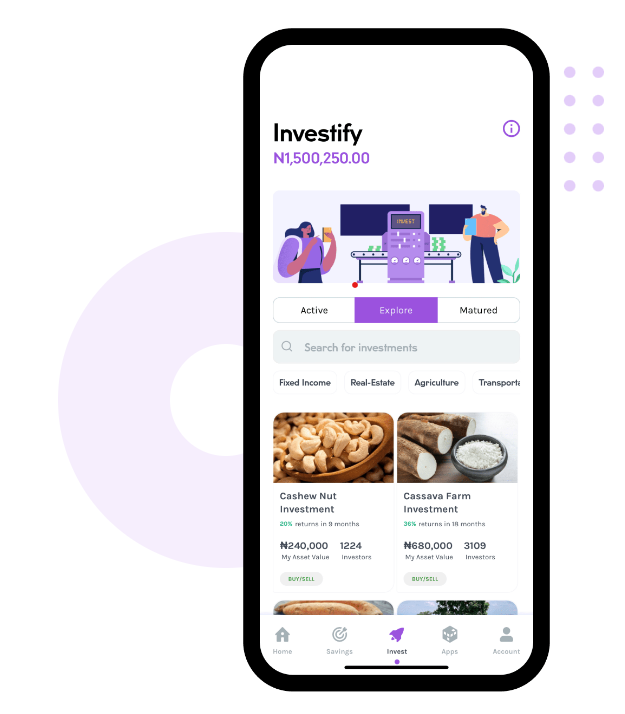 Investify
₦1,500,250.00
INVEST
Active Explore Matured
Search for investments
Fixed Income Real-Estate Agriculture Transporta
Cashew Nut
Investment
20% returns in 9 months
₦240,000 1224
My Asset Value Investors
BUY/SELL
Cassava Farm
Investment
36% returns in 18 months
₦680,000 3109
My Asset Value Investors
BUY/SELL
Home Savings Invest Apps Account